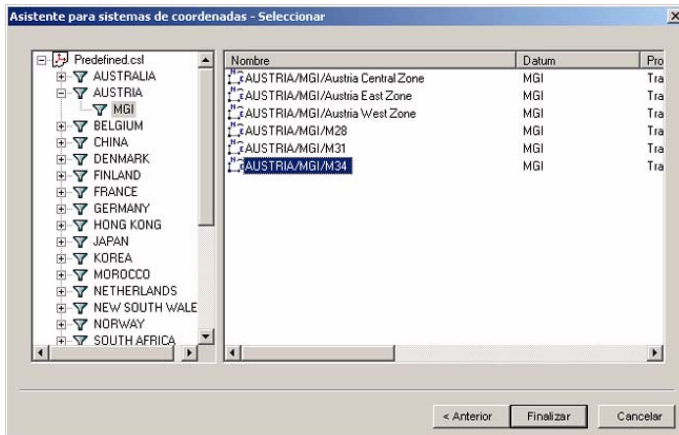 Asistente para sistemas de coordenadas - Seleccionar
Predefined.csl
AUSTRALIA
AUSTRIA
MGI
BELGIUM
CHINA
DENMARK
FINLAND
FRANCE
GERMANY
HONG KONG
JAPAN
KOREA
MOROCCO
NETHERLANDS
NEW SOUTH WALE
NORWAY
SOUTH AFRICA
Nombre Datum Pro
AUSTRIA/MGI/Austria Central Zone MGI Tra
AUSTRIA/MGI/Austria East Zone MGI Tra
AUSTRIA/MGI/Austria West Zone MGI Tra
AUSTRIA/MGI/M28 MGI Tra
AUSTRIA/MGI/M31 MGI Tra
AUSTRIA/MGI/M34 MGI Tra
< Anterior Finalizar Cancelar